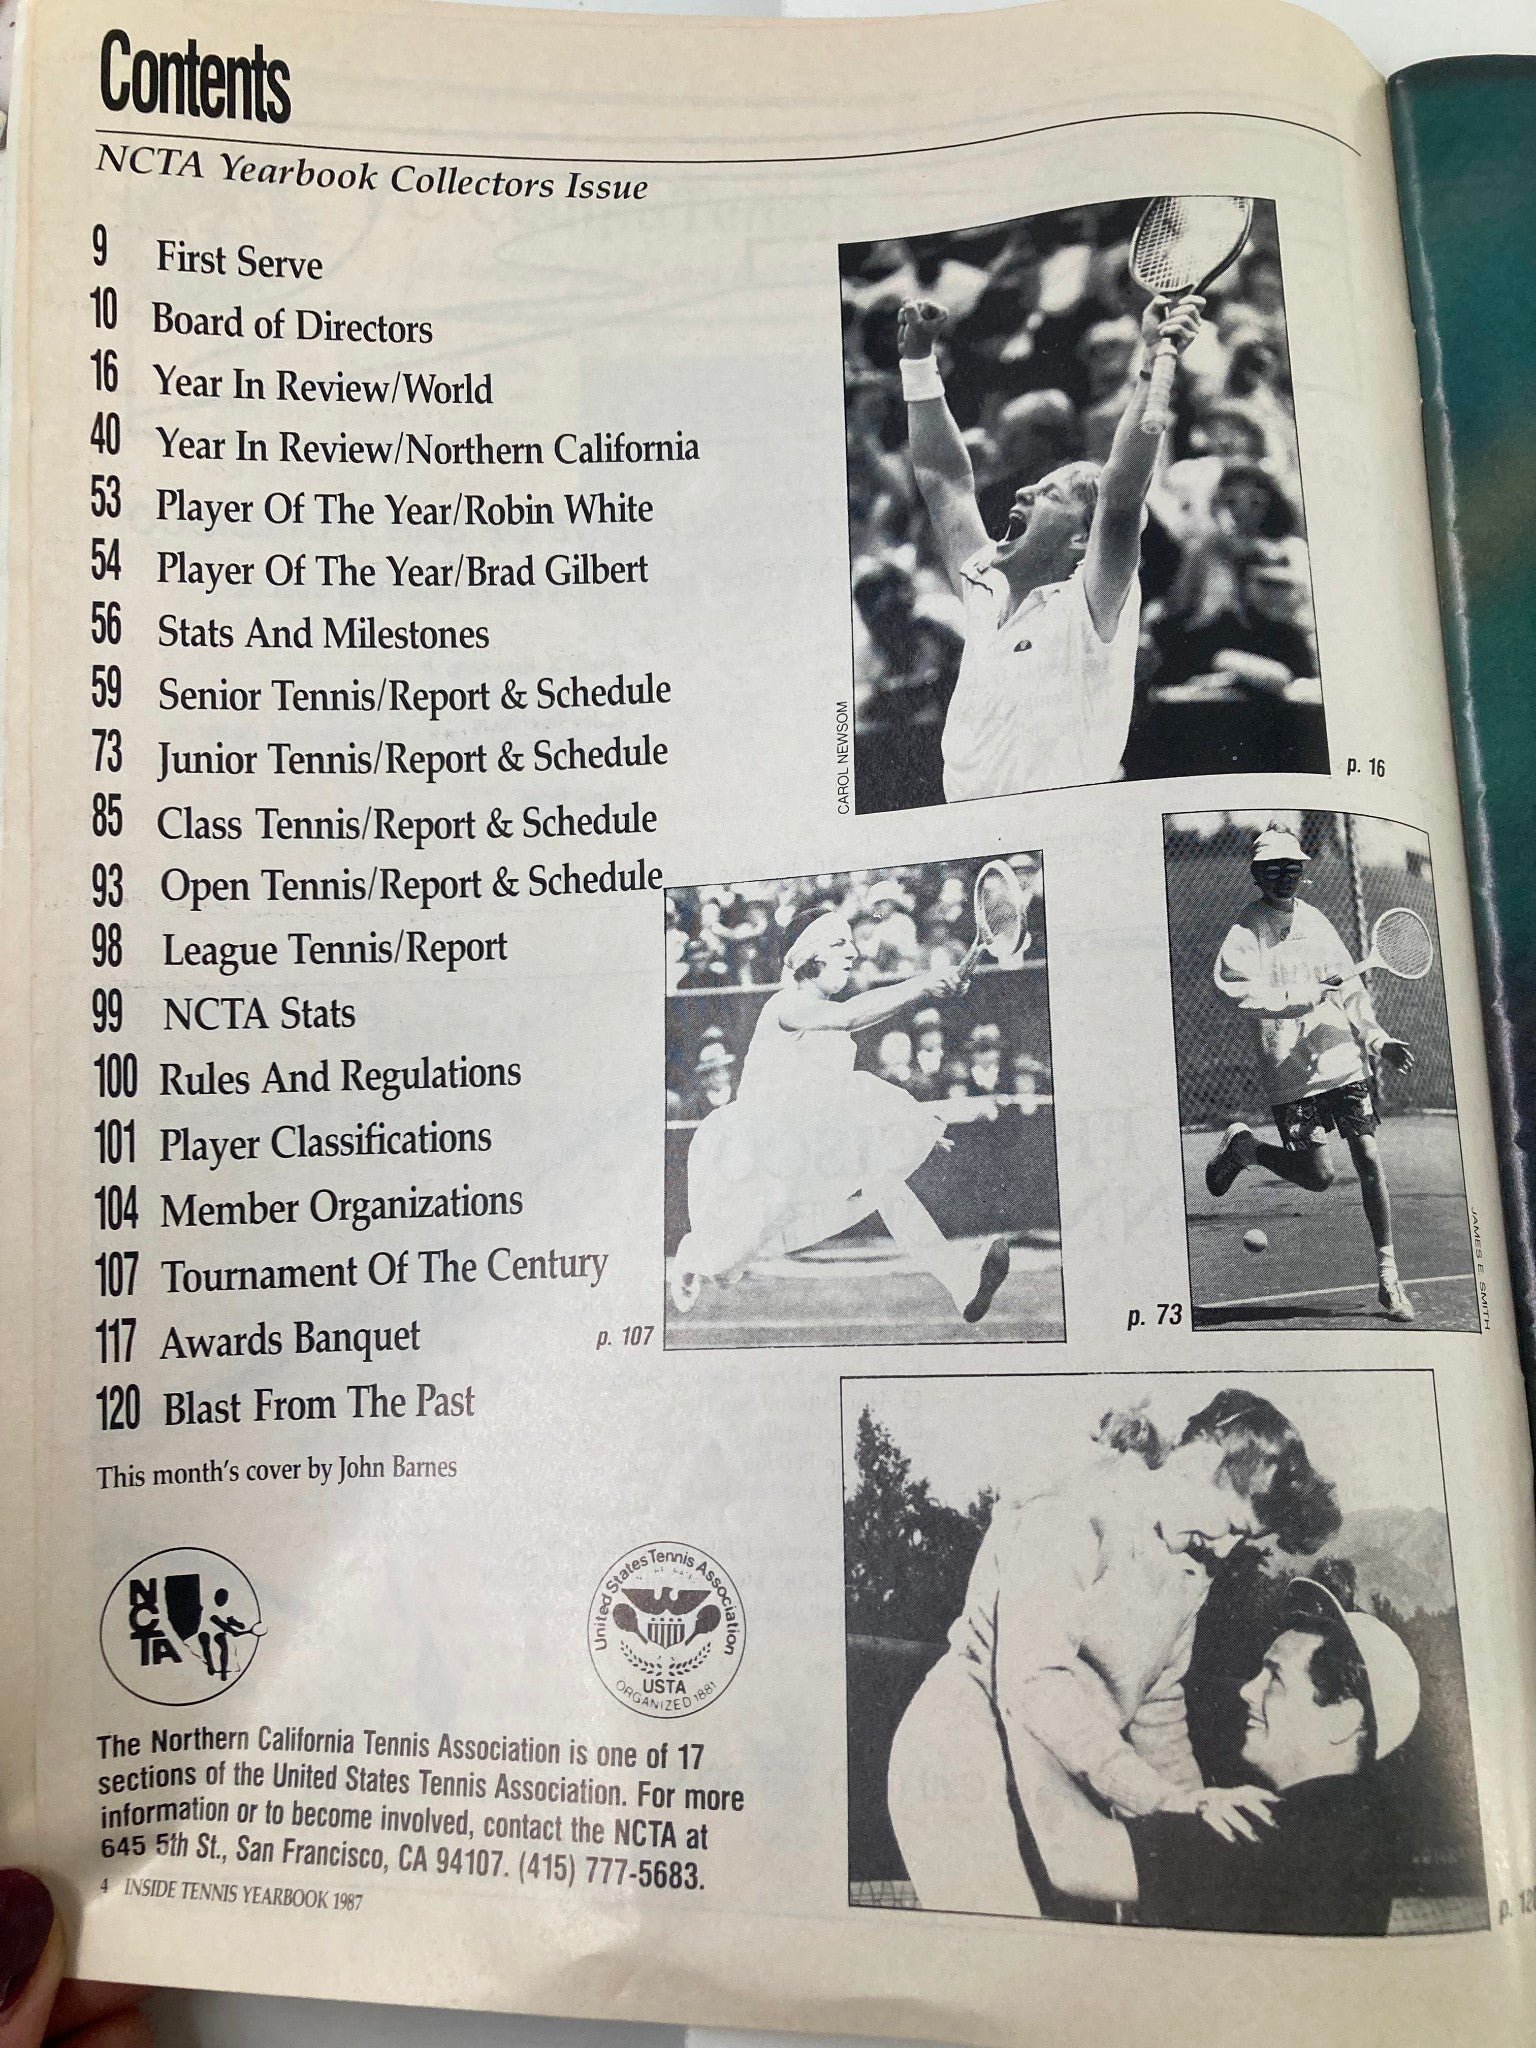 Contents
NCTA Yearbook Collectors Issue
9 First Serve
10 Board of Directors
16 Year In Review/World
40 Year In Review/Northern California
53 Player Of The Year/Robin White
54 Player Of The Year/Brad Gilbert
56 Stats And Milestones
59 Senior Tennis/Report & Schedule
73 Junior Tennis/Report & Schedule
85 Class Tennis/Report & Schedule
93 Open Tennis/Report & Schedule
98 League Tennis/Report
99 NCTA Stats
100 Rules And Regulations
101 Player Classifications
104 Member Organizations
107 Tournament Of The Century
117 Awards Banquet
120 Blast From The Past
This month's cover by John Barnes
CAROL NEWSOM
p. 16
p. 107
p. 73
JAMES E. SMITH
NCTA
United States Tennis Association
USTA
ORGANIZED 1881
The Northern California Tennis Association is one of 17
sections of the United States Tennis Association. For more
information or to become involved, contact the NCTA at
645 5th St., San Francisco, CA 94107. (415) 777-5683.
4 INSIDE TENNIS YEARBOOK 1987